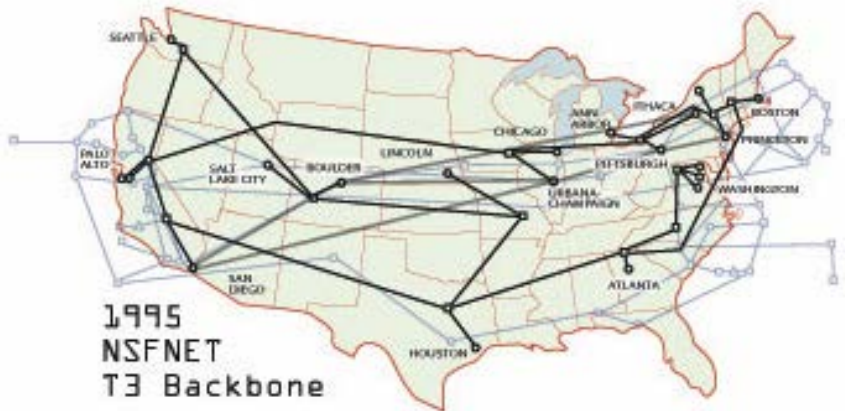 SEATTLE
PALO
ALTO
SALT
LAKE CITY
BOULDER
LINCOLN
CHICAGO
URBANA-
CHAMPAIGN
ANN
ARBOR
ITHACA
BOSTON
PRINCETON
PITTSBURGH
WASHINGTON
SAN
DIEGO
ATLANTA
HOUSTON
1995
NSFNET
T3 Backbone